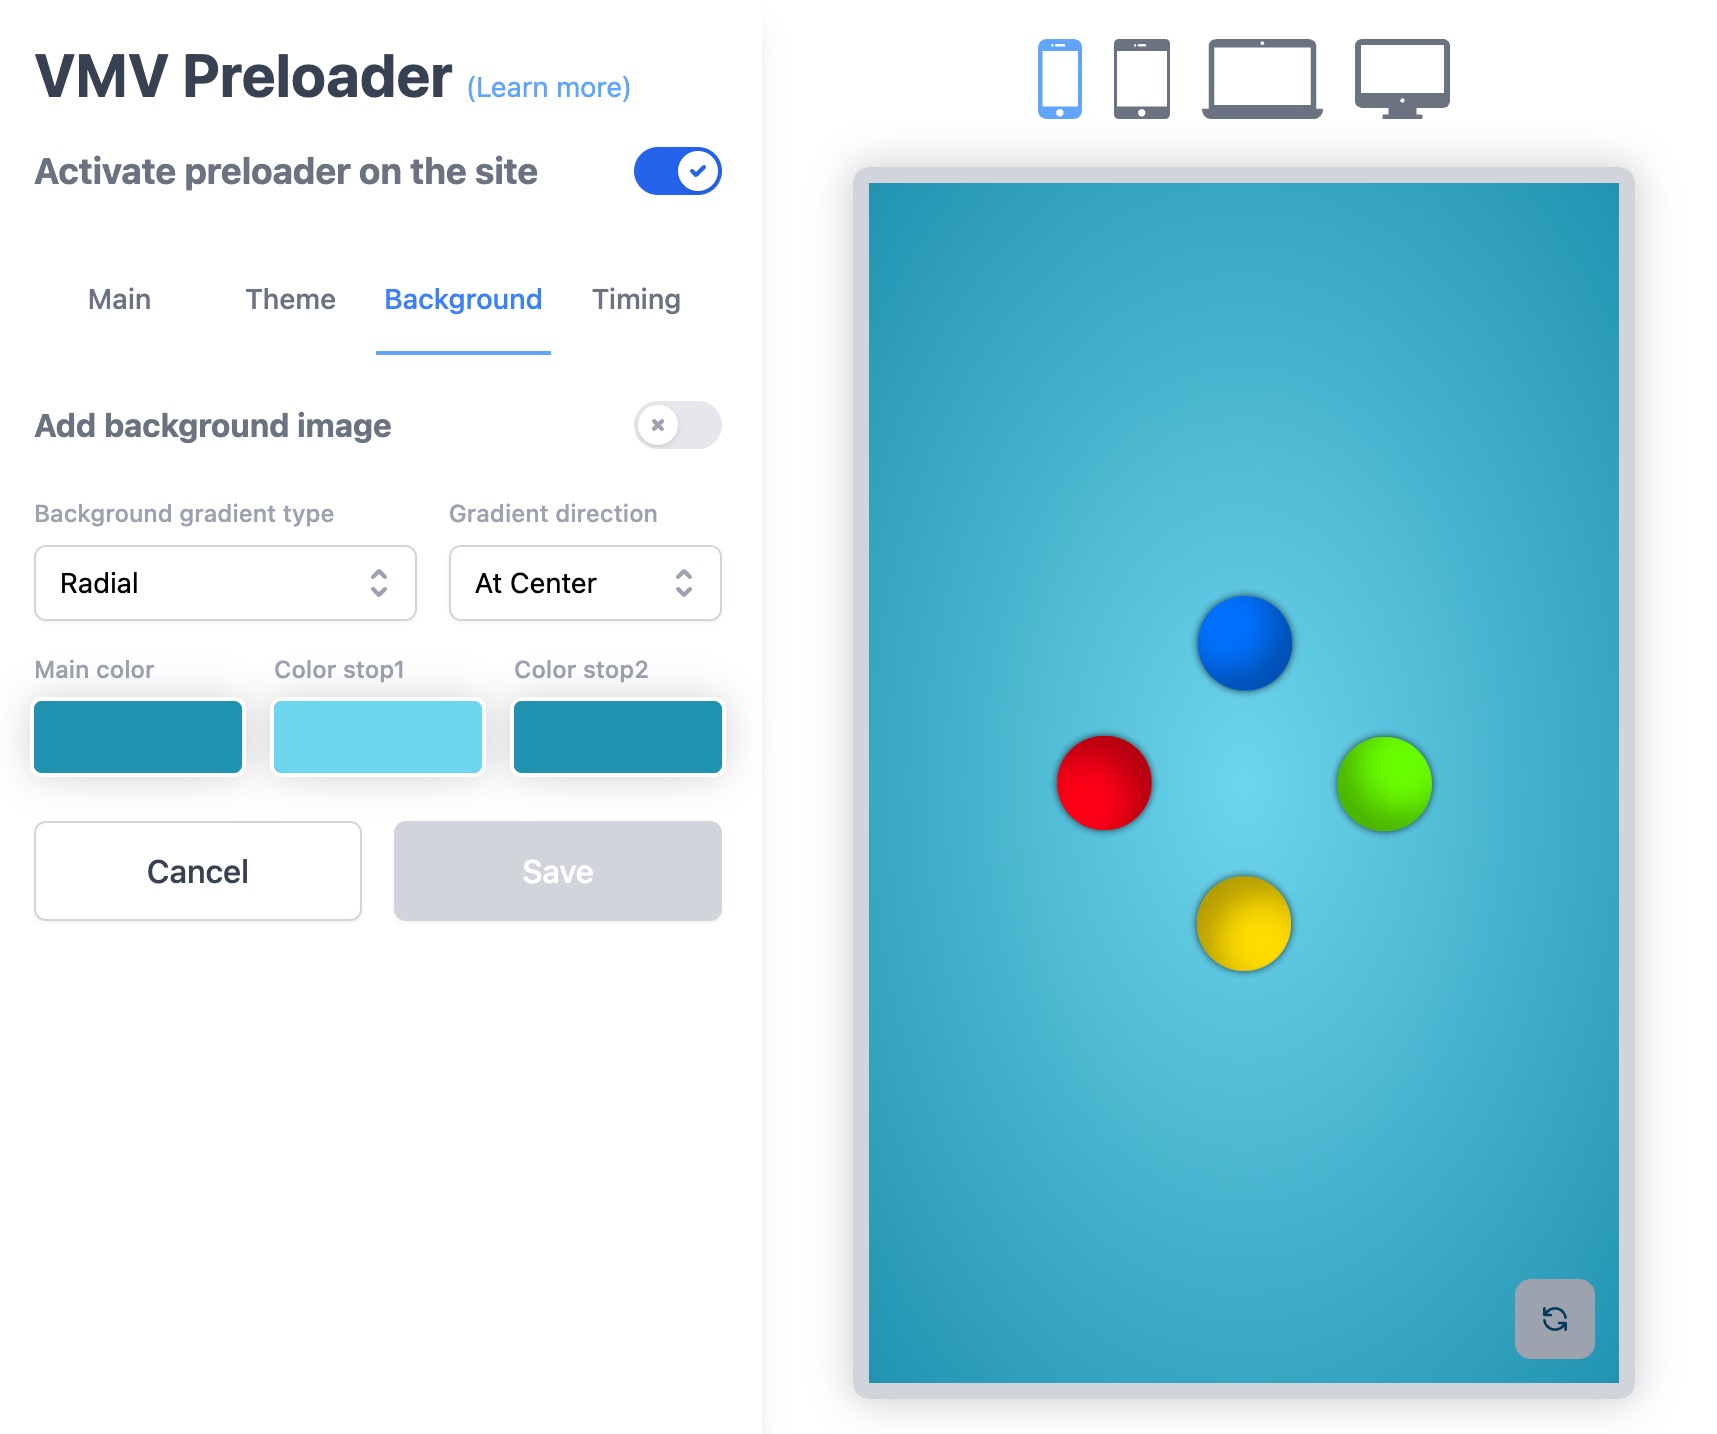 VMV Preloader (Learn more)
Activate preloader on the site
Main Theme Background Timing
Add background image
Background gradient type Gradient direction
Radial At Center
Main color Color stop1 Color stop2
Cancel Save